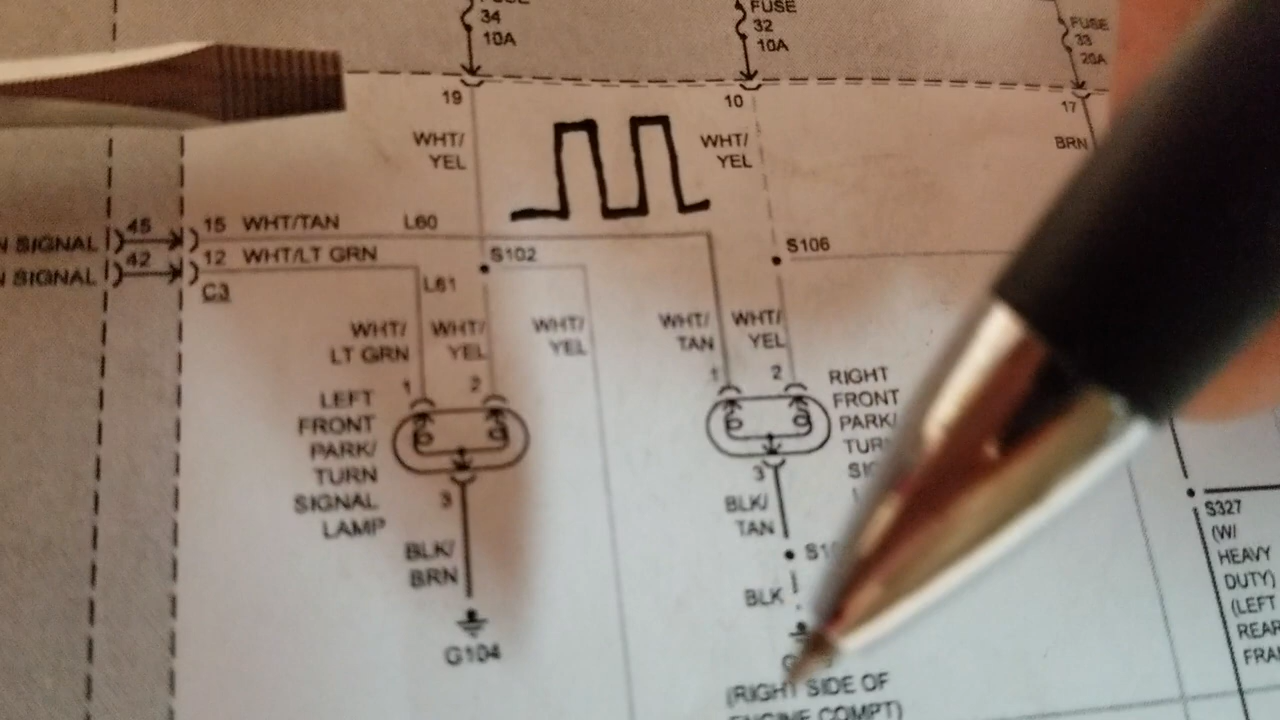 FUSE
34
10A
FUSE
32
10A
FUSE
33
20A
19
10
17
WHT/
YEL
WHT/
YEL
BRN
N SIGNAL
45
15 WHT/TAN
L60
N SIGNAL
42
12 WHT/LT GRN
C3
L61
S102
S106
WHT/
LT GRN
WHT/
YEL
WHT/
YEL
WHT/
TAN
WHT/
YEL
1
2
1
2
LEFT
FRONT
PARK/
TURN
SIGNAL
LAMP
RIGHT
FRONT
PARK/
3
BLK/
BRN
G104
3
BLK/
TAN
BLK
(RIGHT SIDE OF
ENGINE COMPT)
S327
(W/
HEAVY
DUTY)
(LEFT
REAR
FRA